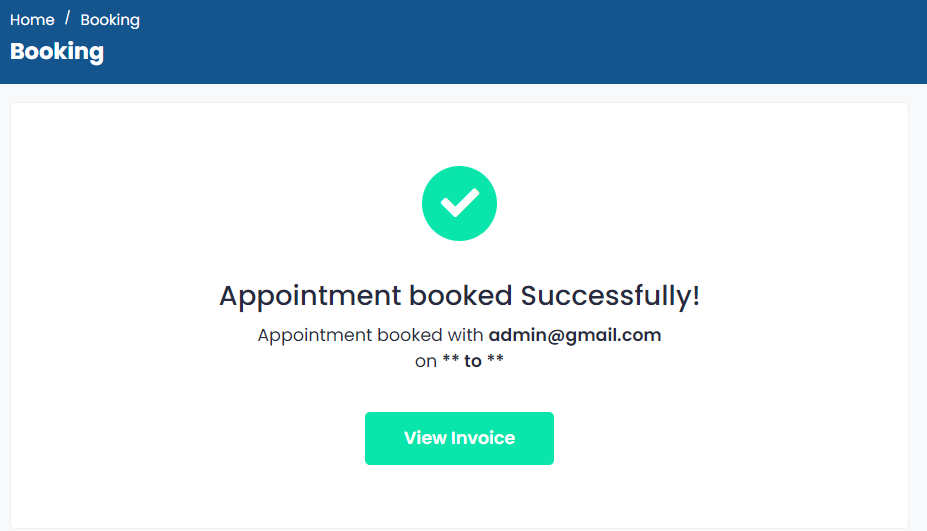 Home / Booking
Booking
Appointment booked Successfully!
Appointment booked with admin@gmail.com
on ** to **
View Invoice